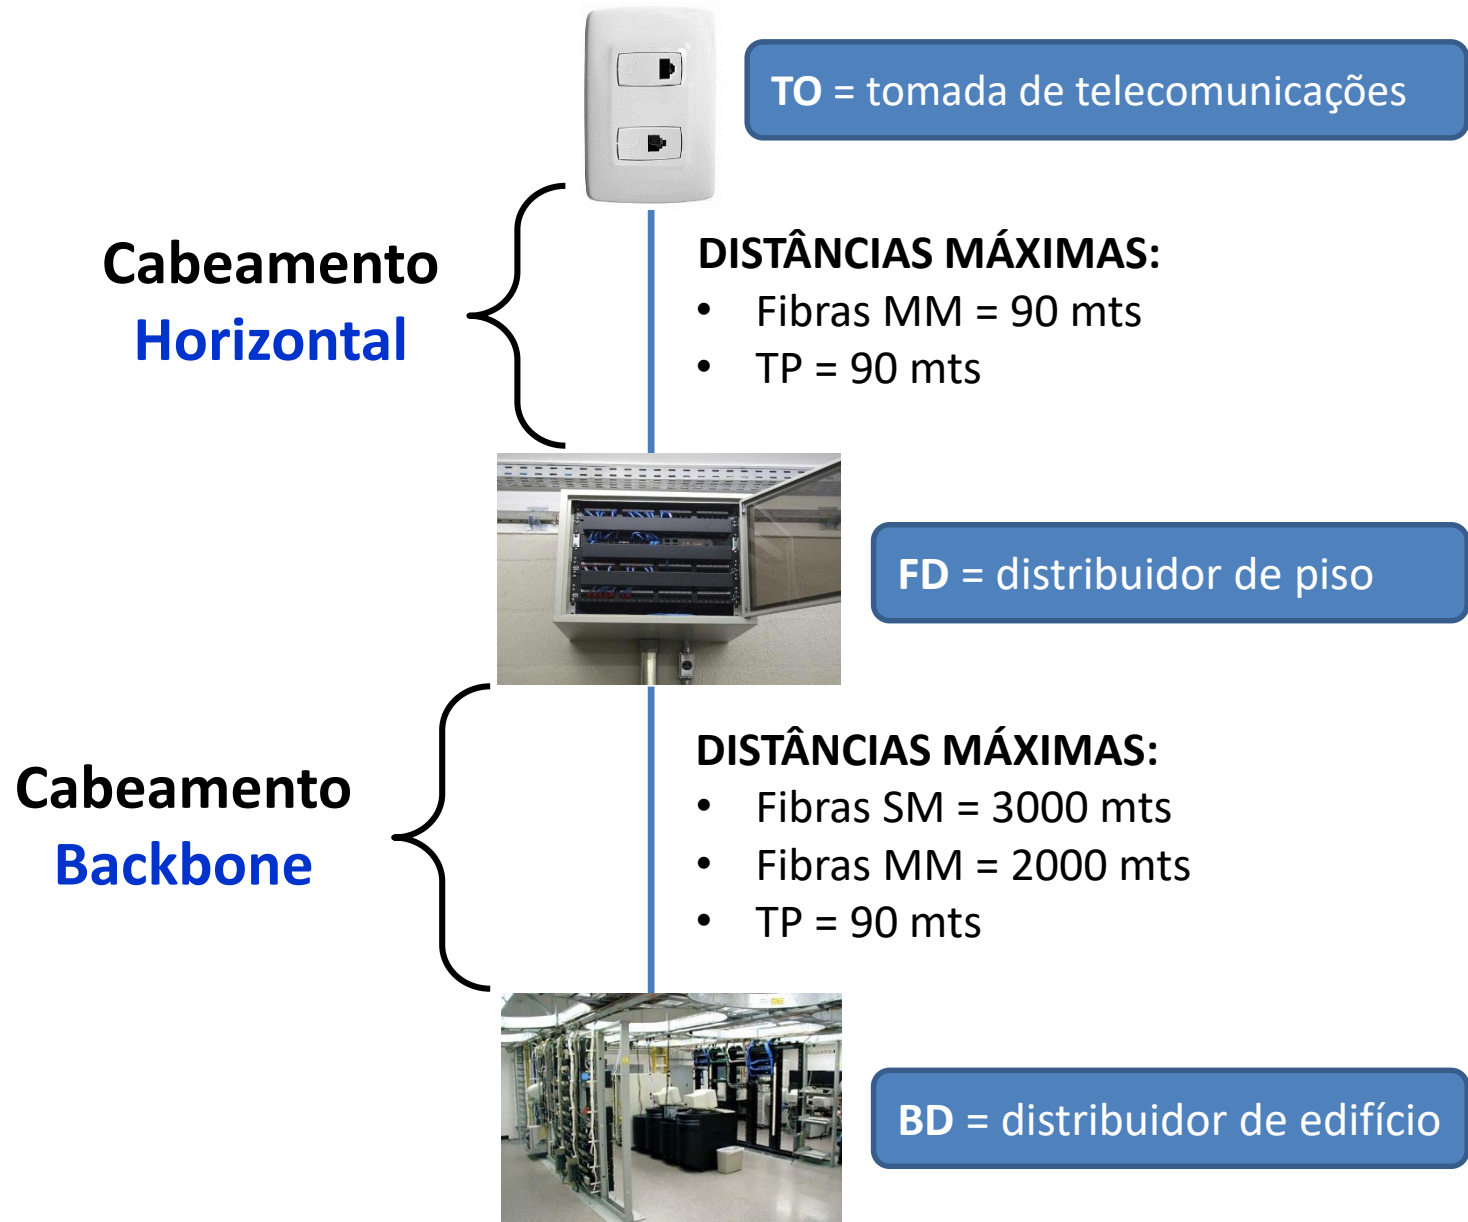 TO = tomada de telecomunicações
Cabeamento
Horizontal
DISTÂNCIAS MÁXIMAS:
• Fibras MM = 90 mts
• TP = 90 mts
FD = distribuidor de piso
Cabeamento
Backbone
DISTÂNCIAS MÁXIMAS:
• Fibras SM = 3000 mts
• Fibras MM = 2000 mts
• TP = 90 mts
BD = distribuidor de edifício